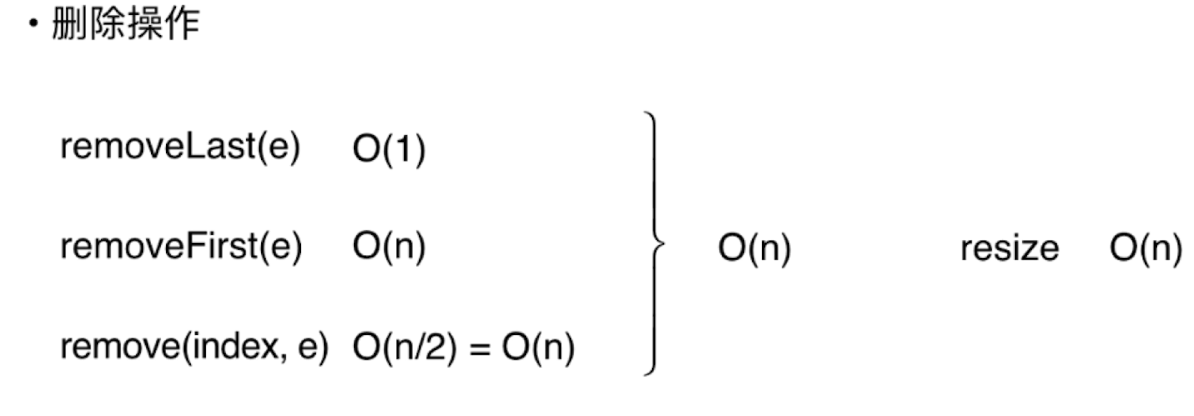 • 删除操作
removeLast(e) O(1)
removeFirst(e) O(n)
O(n) resize O(n)
remove(index, e) O(n/2) = O(n)